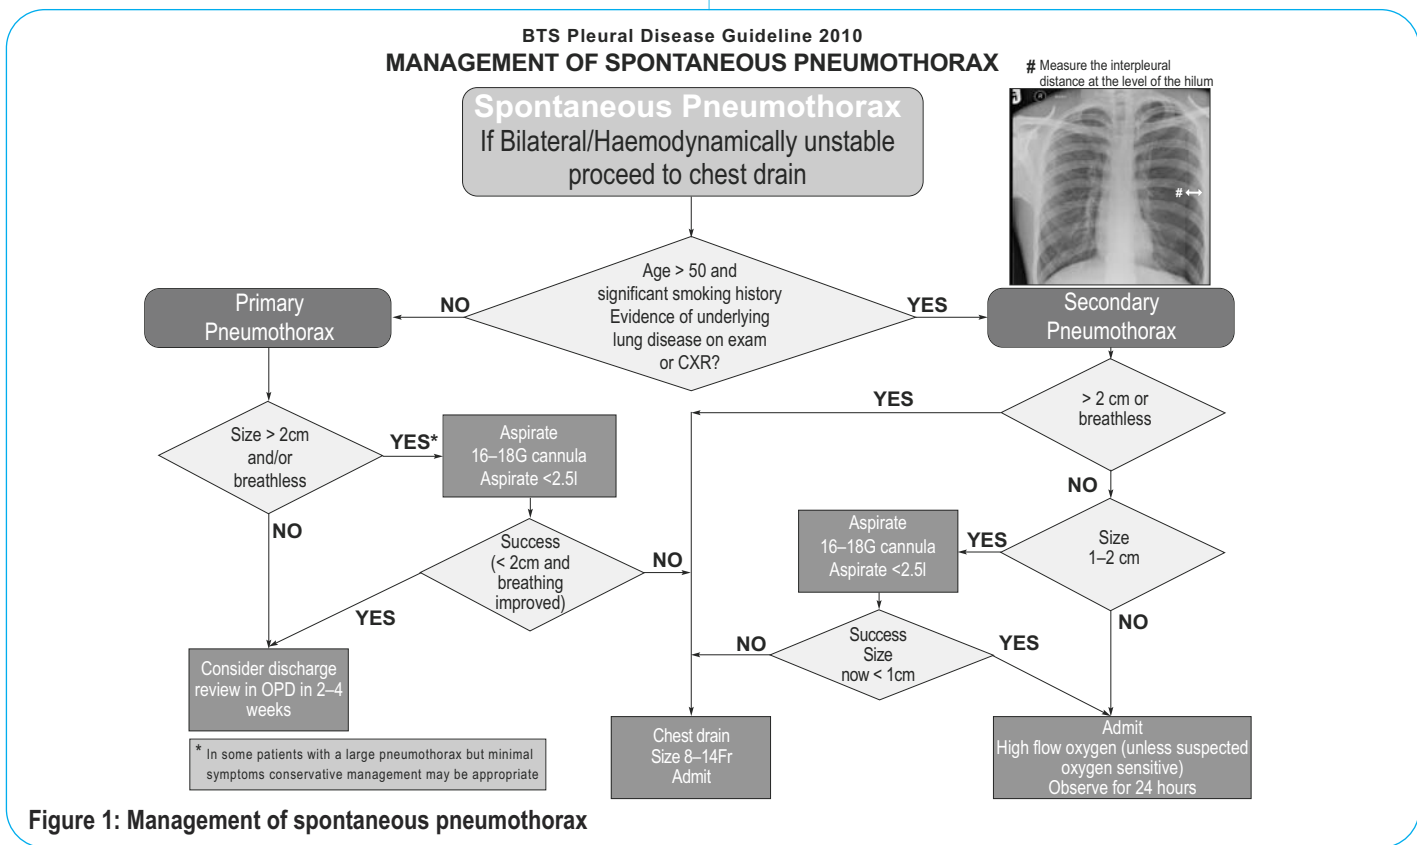 BTS Pleural Disease Guideline 2010
MANAGEMENT OF SPONTANEOUS PNEUMOTHORAX
# Measure the interpleural
distance at the level of the hilum
#
Spontaneous Pneumothorax
If Bilateral/Haemodynamically unstable
proceed to chest drain
Age > 50 and
significant smoking history
Evidence of underlying
lung disease on exam
or CXR?
NO
YES
Primary
Pneumothorax
Secondary
Pneumothorax
Size > 2cm
and/or
breathless
YES*
Aspirate
16–18G cannula
Aspirate <2.5l
NO
Success
(< 2cm and
breathing
improved)
YES
NO
Consider discharge
review in OPD in 2–4
weeks
* In some patients with a large pneumothorax but minimal
symptoms conservative management may be appropriate
> 2 cm or
breathless
YES
NO
Size
1–2 cm
YES
NO
Aspirate
16–18G cannula
Aspirate <2.5l
Success
Size
now < 1cm
NO
YES
Chest drain
Size 8–14Fr
Admit
Admit
High flow oxygen (unless suspected
oxygen sensitive)
Observe for 24 hours
Figure 1: Management of spontaneous pneumothorax